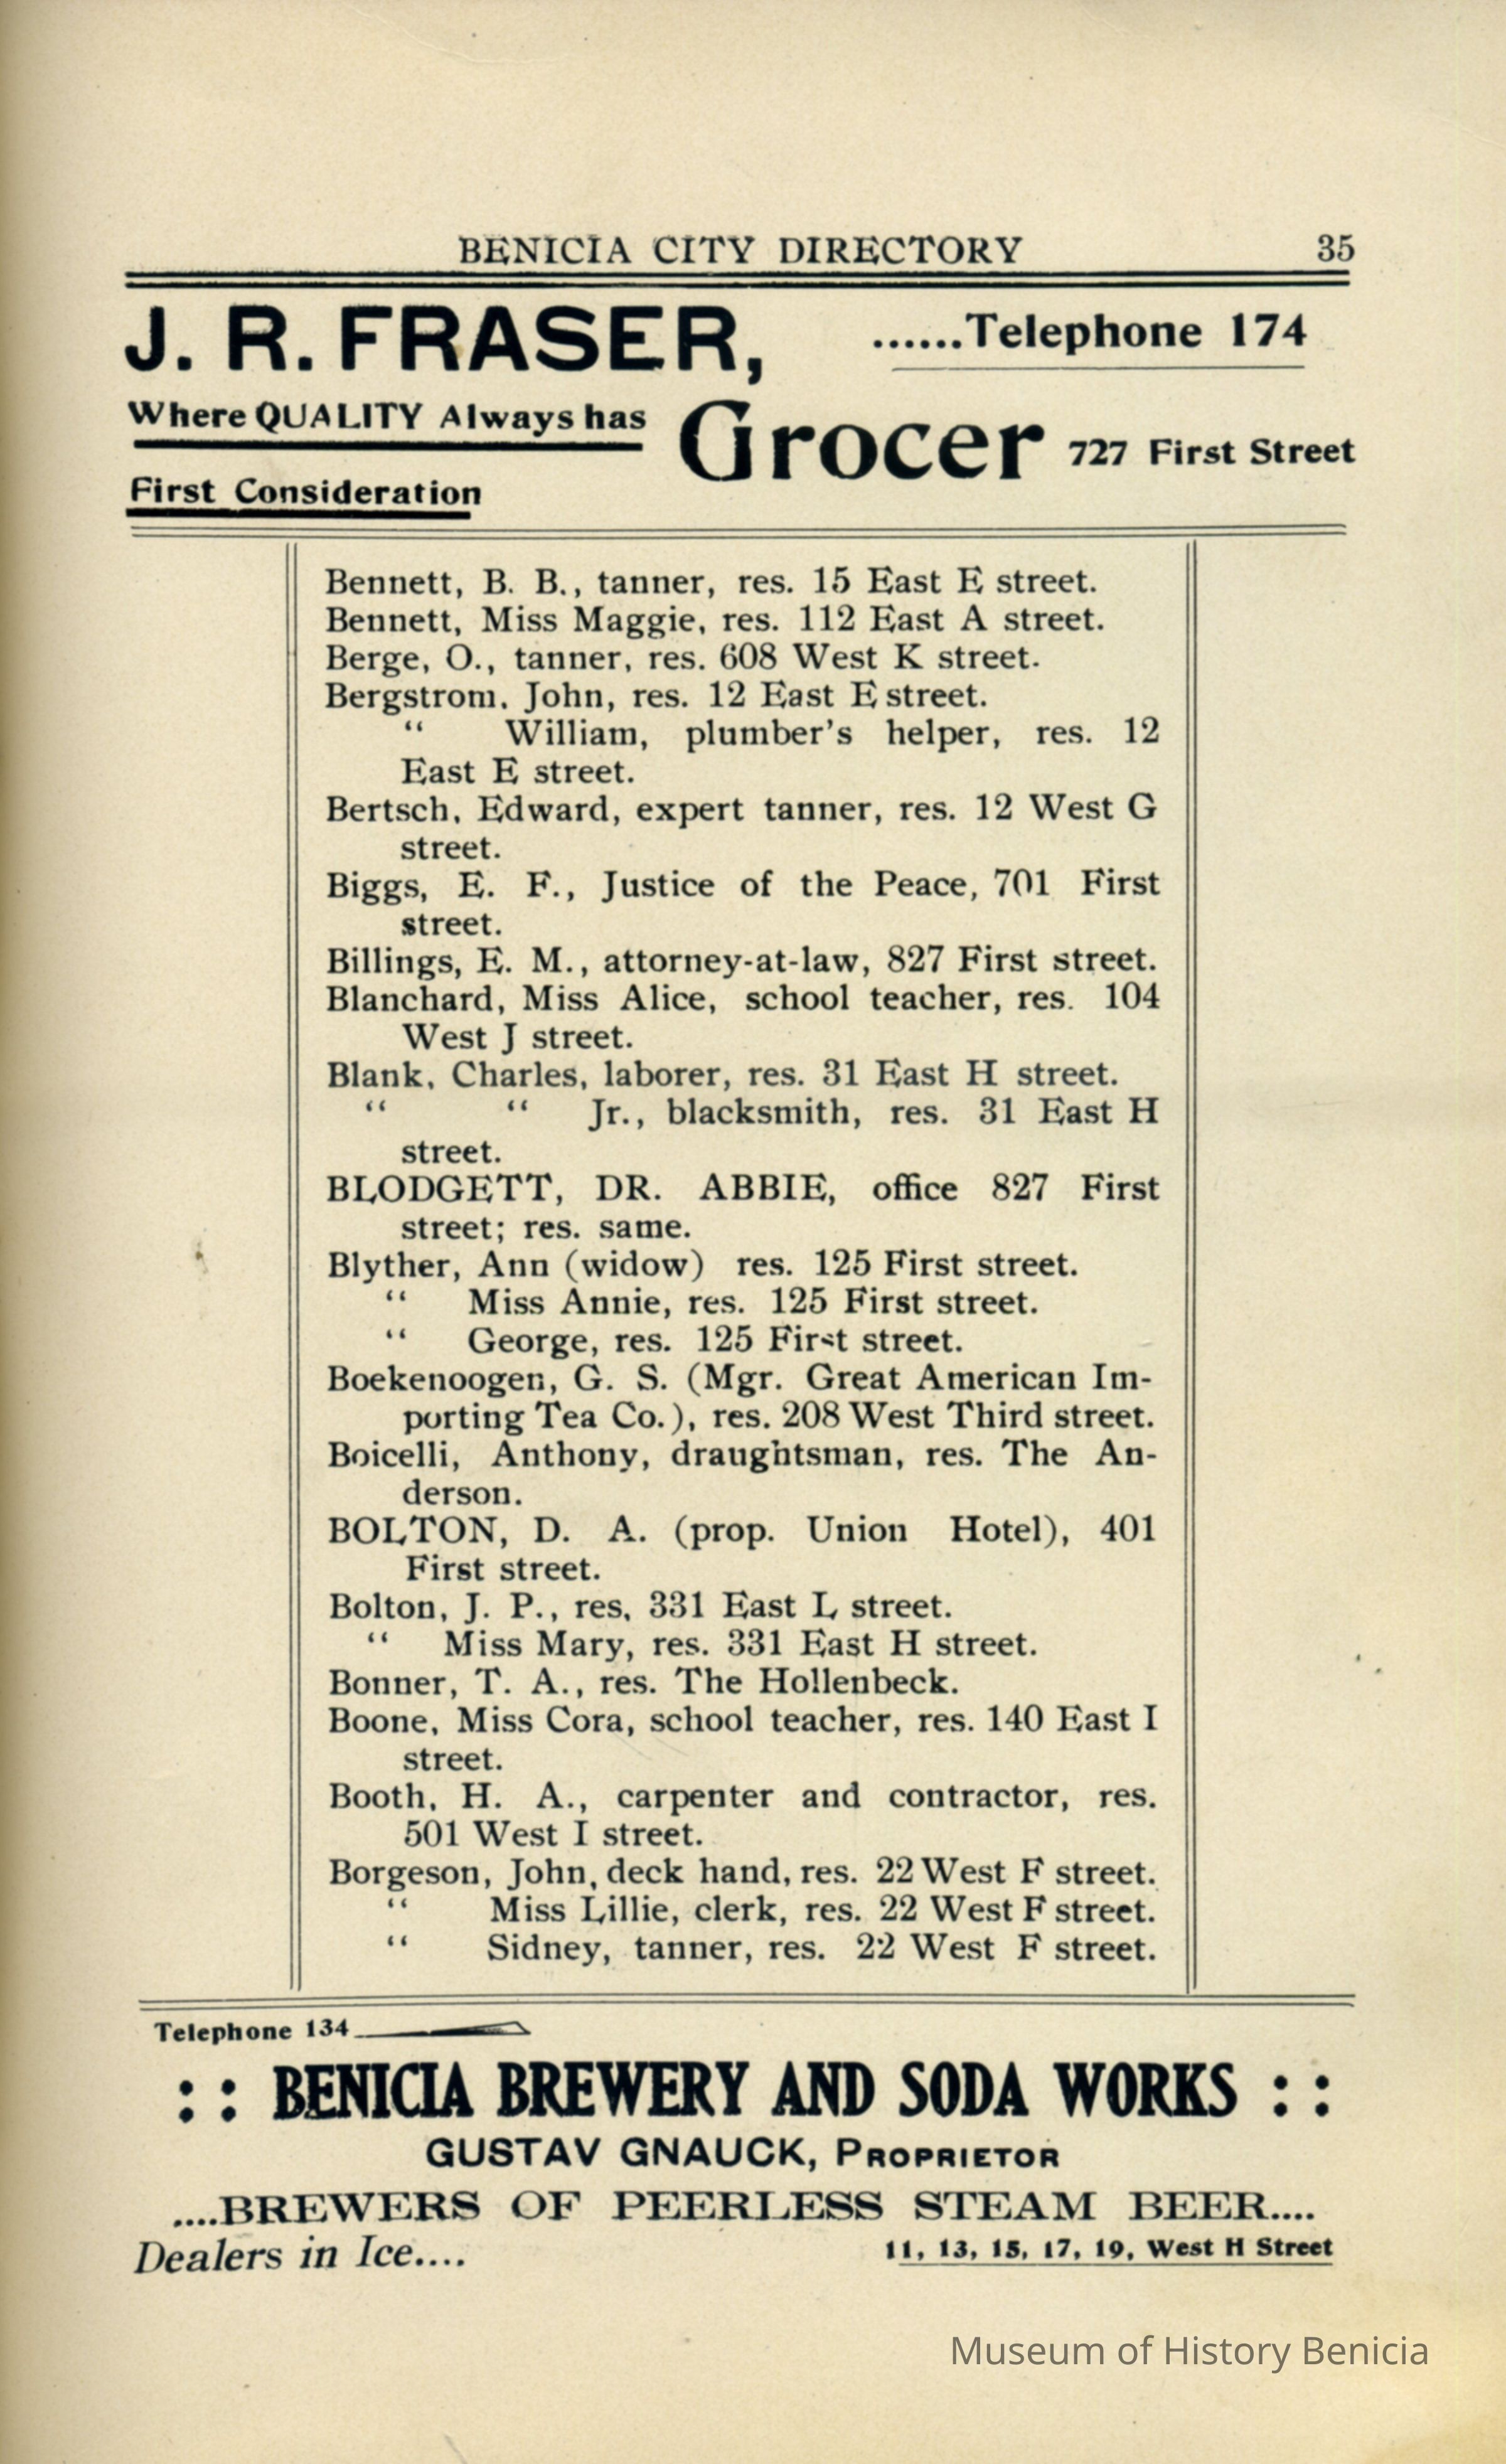 BENICIA CITY DIRECTORY 35
J. R. FRASER, ......Telephone 174
Where QUALITY Always has
Grocer 727 First Street
First Consideration
Bennett, B. B., tanner, res. 15 East E street.
Bennett, Miss Maggie, res. 112 East A street.
Berge, O., tanner, res. 608 West K street.
Bergstrom, John, res. 12 East E street.
“ William, plumber's helper, res. 12
East E street.
Bertsch, Edward, expert tanner, res. 12 West G
street.
Biggs, E. F., Justice of the Peace, 701 First
street.
Billings, E. M., attorney-at-law, 827 First street.
Blanchard, Miss Alice, school teacher, res. 104
West J street.
Blank, Charles, laborer, res. 31 East H street.
“ “ Jr., blacksmith, res. 31 East H
street.
BLODGETT, DR. ABBIE, office 827 First
street; res. same.
Blyther, Ann (widow) res. 125 First street.
“ Miss Annie, res. 125 First street.
“ George, res. 125 First street.
Boekenoogen, G. S. (Mgr. Great American Im-
porting Tea Co.), res. 208 West Third street.
Boicelli, Anthony, draughtsman, res. The An-
derson.
BOLTON, D. A. (prop. Union Hotel), 401
First street.
Bolton, J. P., res, 331 East L street.
“ Miss Mary, res. 331 East H street.
Bonner, T. A., res. The Hollenbeck.
Boone, Miss Cora, school teacher, res. 140 East I
street.
Booth, H. A., carpenter and contractor, res.
501 West I street.
Borgeson, John, deck hand, res. 22 West F street.
“ Miss Lillie, clerk, res. 22 West F street.
“ Sidney, tanner, res. 22 West F street.
Telephone 134
: : BENICIA BREWERY AND SODA WORKS : :
GUSTAV GNAUCK, PROPRIETOR
....BREWERS OF PEERLESS STEAM BEER....
Dealers in Ice.... 11, 13, 15, 17, 19, West H Street
Museum of History Benicia